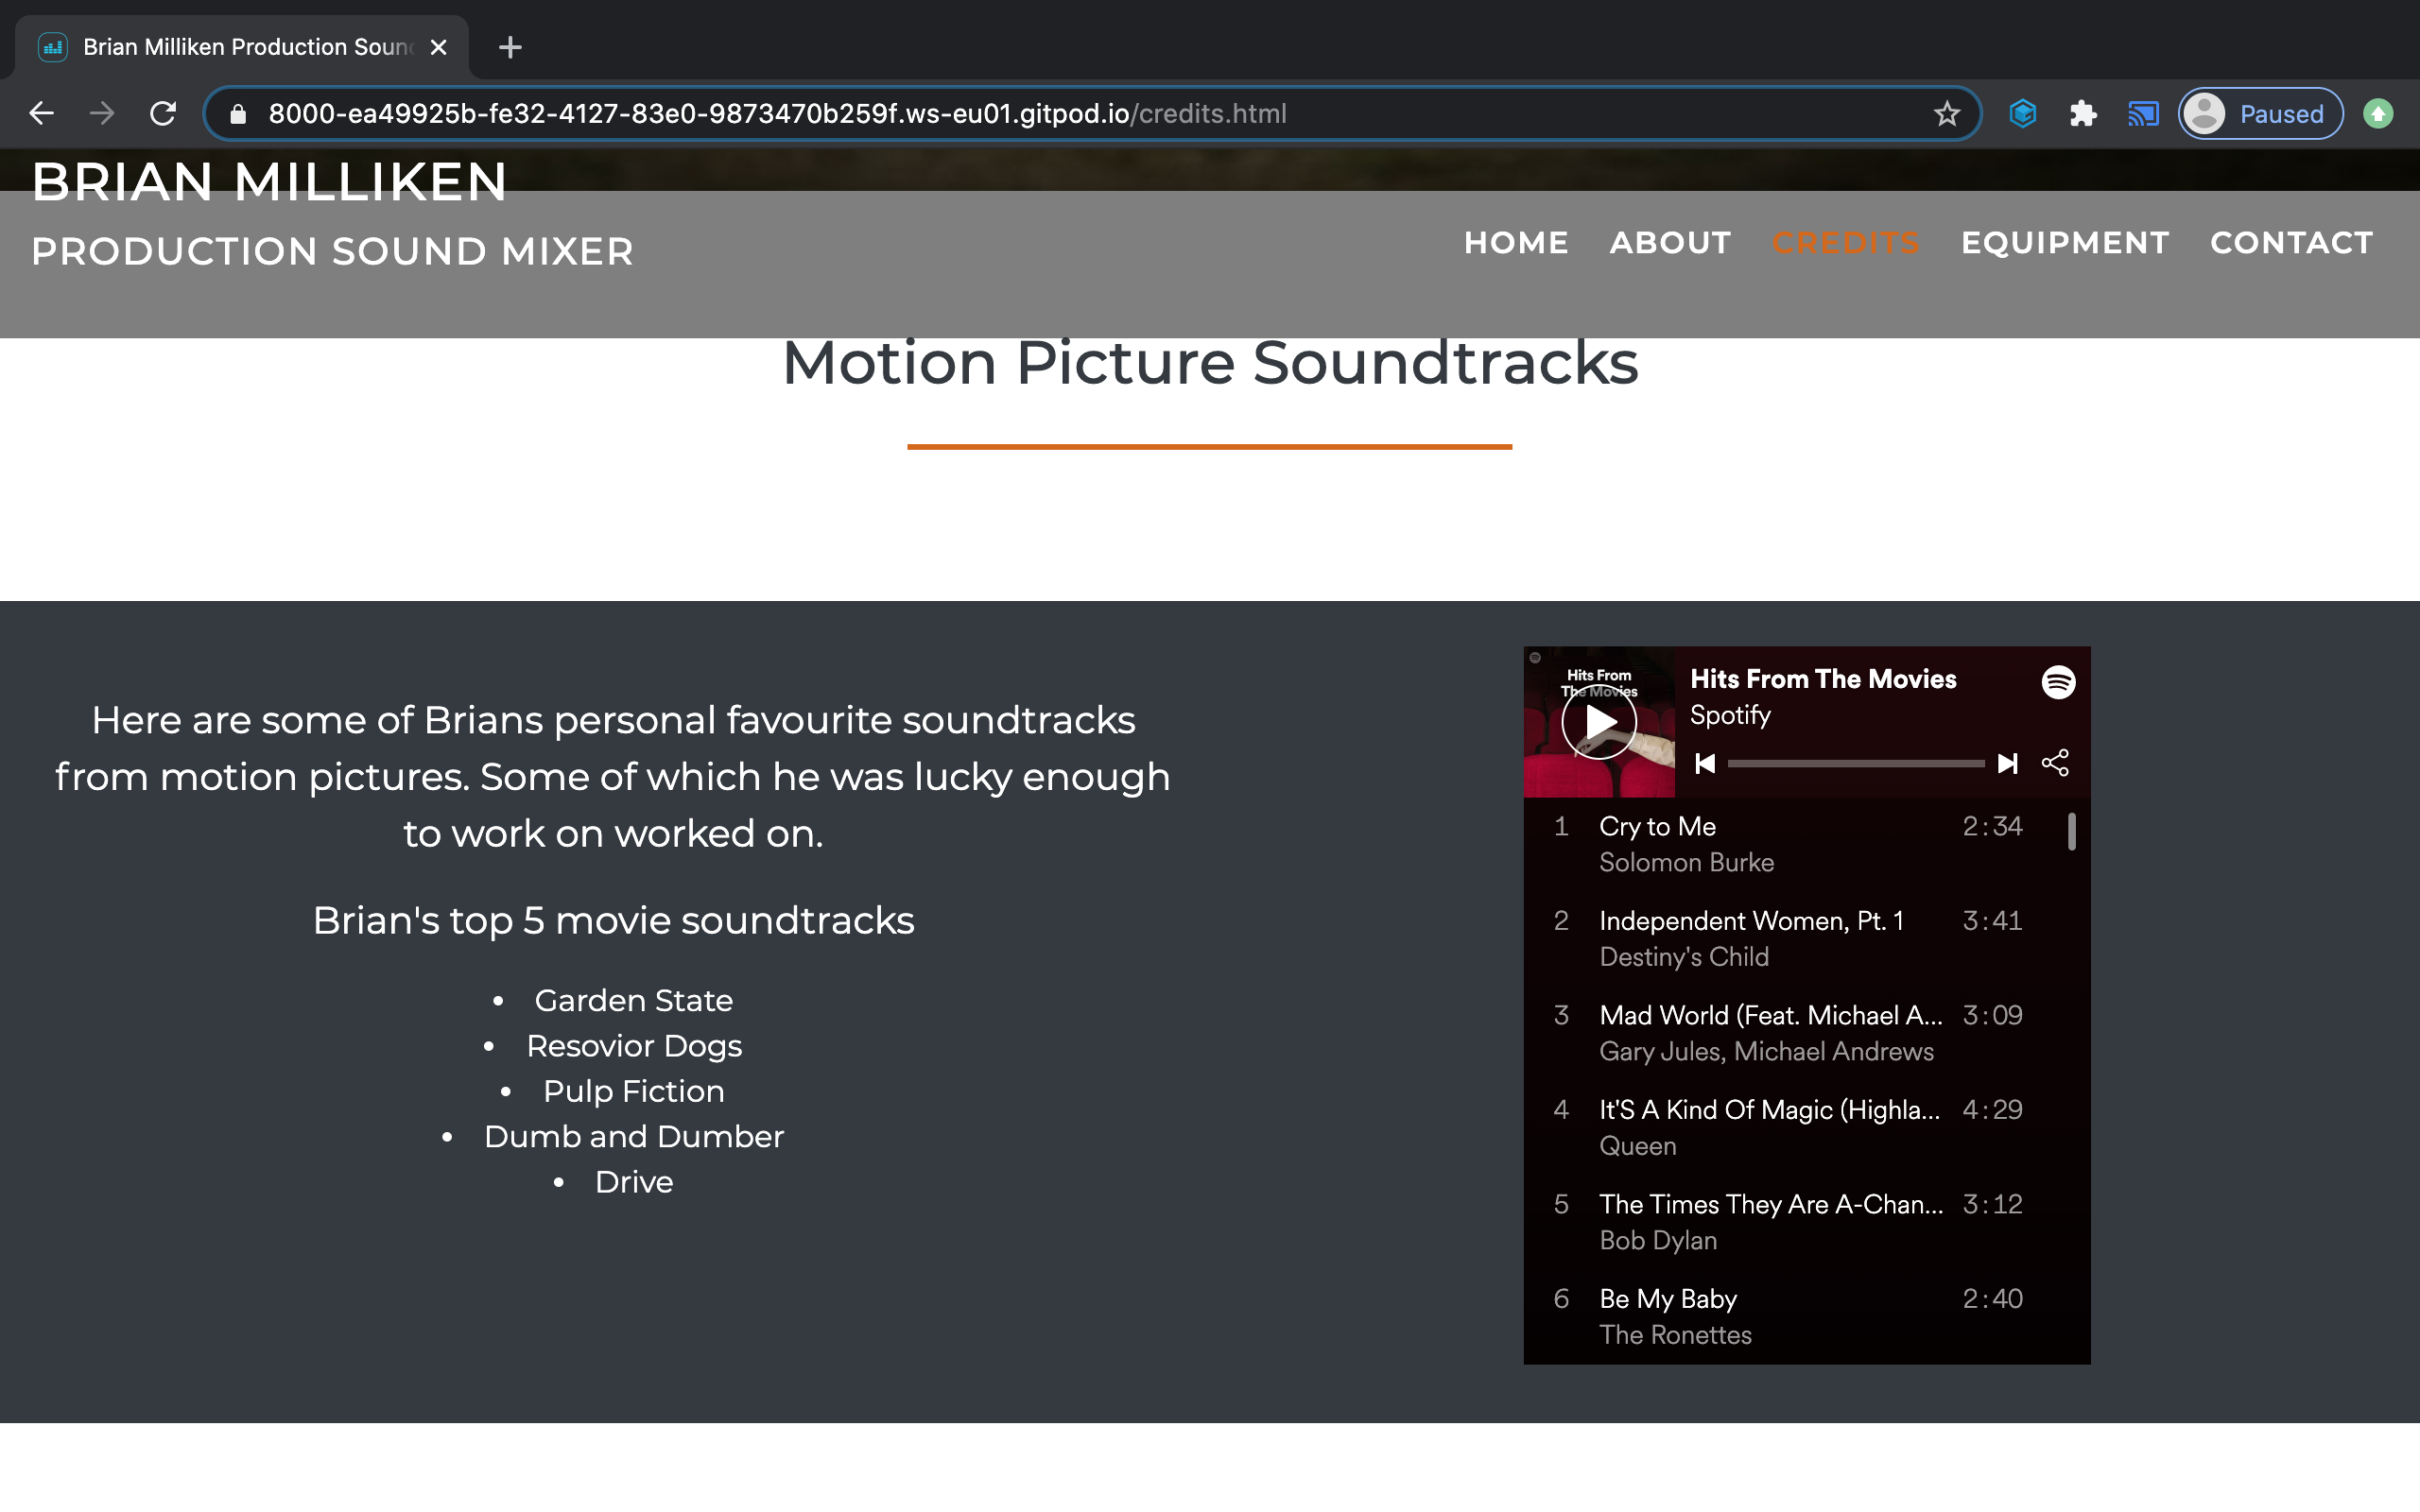 Brian Milliken Production Soun
8000-ea49925b-fe32-4127-83e0-9873470b259f.ws-eu01.gitpod.io/credits.html
Paused
BRIAN MILLIKEN
PRODUCTION SOUND MIXER
HOME ABOUT CREDITS EQUIPMENT CONTACT
Motion Picture Soundtracks
Here are some of Brians personal favourite soundtracks
from motion pictures. Some of which he was lucky enough
to work on worked on.
Brian's top 5 movie soundtracks
• Garden State
• Resovior Dogs
• Pulp Fiction
• Dumb and Dumber
• Drive
Hits From
The Movies
Hits From The Movies
Spotify
1 Cry to Me 2:34
Solomon Burke
2 Independent Women, Pt. 1 3:41
Destiny's Child
3 Mad World (Feat. Michael A... 3:09
Gary Jules, Michael Andrews
4 It'S A Kind Of Magic (Highla... 4:29
Queen
5 The Times They Are A-Chan... 3:12
Bob Dylan
6 Be My Baby 2:40
The Ronettes